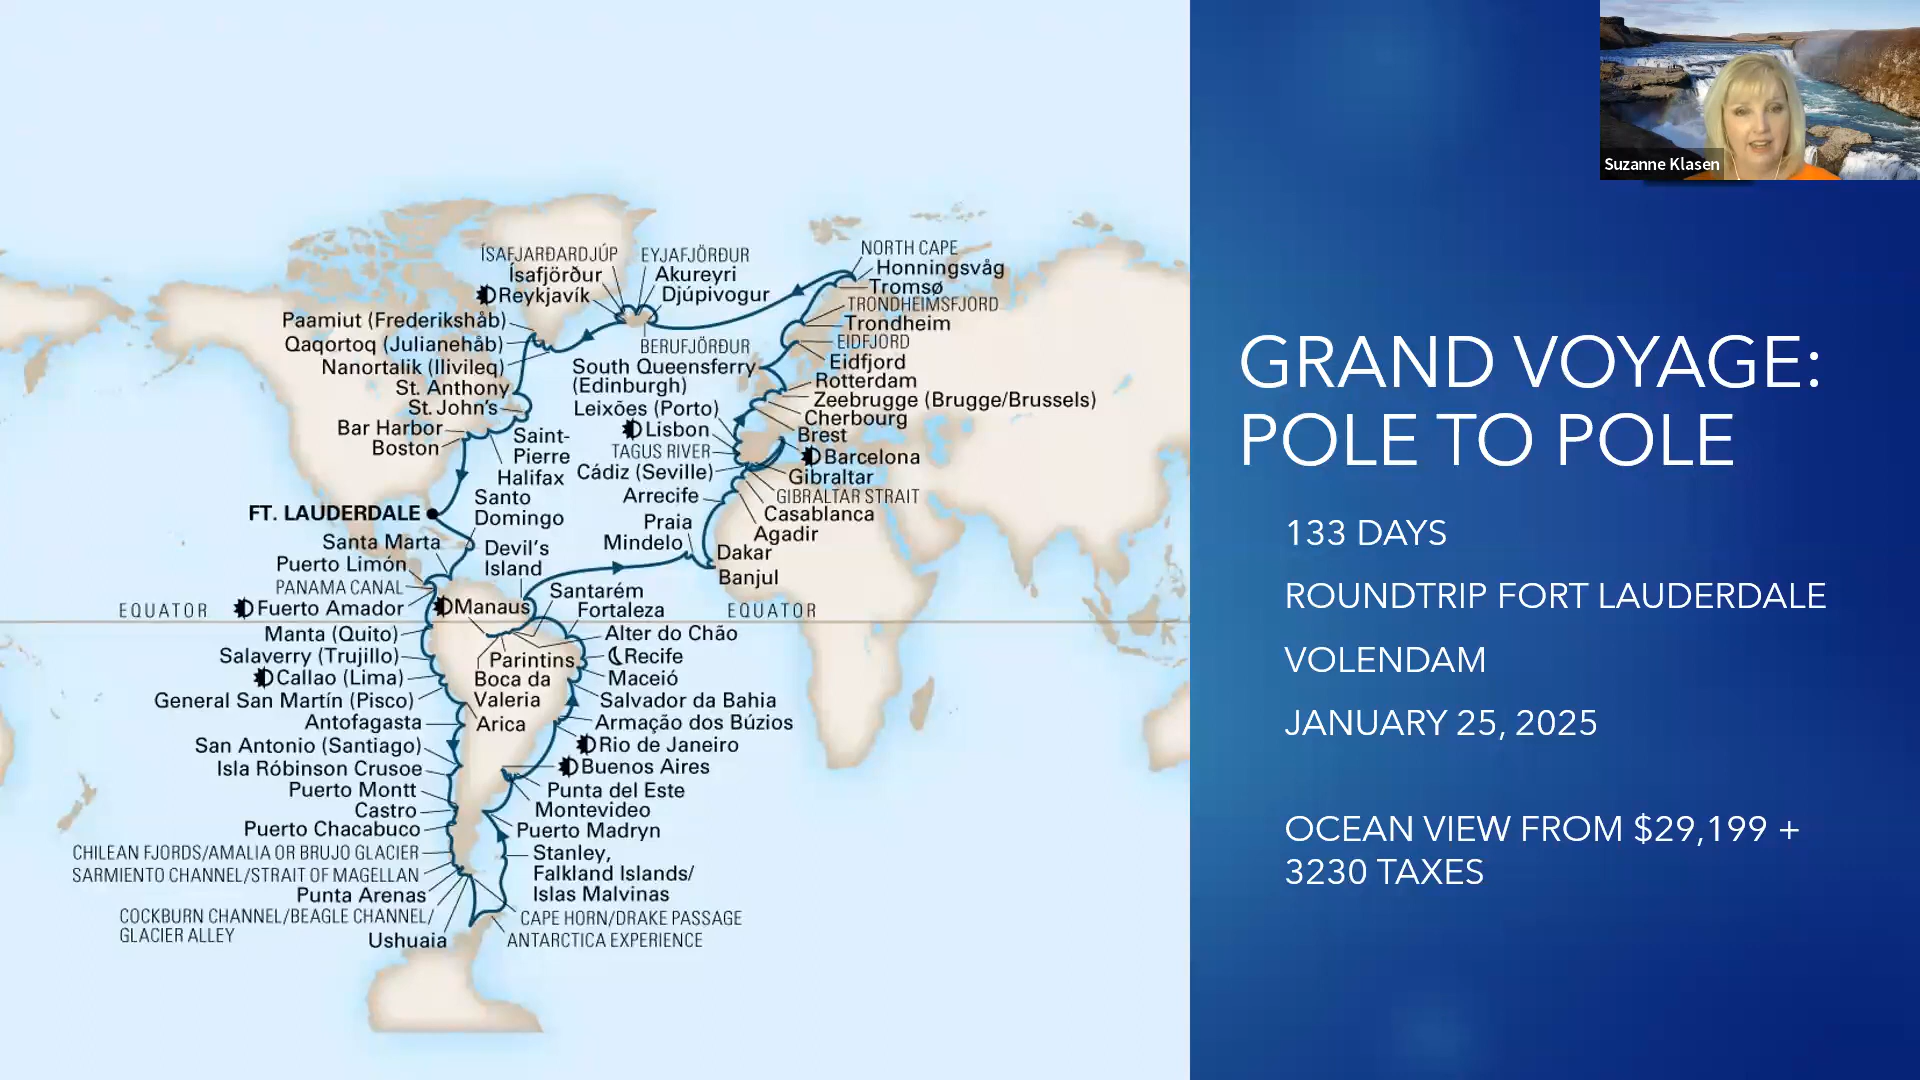 Suzanne Klasen
GRAND VOYAGE:
POLE TO POLE
133 DAYS
ROUNDTRIP FORT LAUDERDALE
VOLENDAM
JANUARY 25, 2025
OCEAN VIEW FROM $29,199 +
3230 TAXES
ÍSAFJARÐARDJÚP
Ísafjörður
Reykjavík
EYJAFJÖRÐUR
Akureyri
Djúpivogur
BERUFJÖRÐUR
NORTH CAPE
Honningsvåg
Tromsø
TRONDHEIMSFJORD
Trondheim
EIDFJORD
Eidfjord
Rotterdam
Zeebrugge (Brugge/Brussels)
Cherbourg
Brest
Barcelona
Gibraltar
GIBRALTAR STRAIT
Casablanca
Agadir
Dakar
Banjul
Paamiut (Frederikshåb)
Qaqortoq (Julianehåb)
Nanortalik (Ilivileq)
St. Anthony
St. John's
Bar Harbor
Boston
Saint-
Pierre
Halifax
South Queensferry
(Edinburgh)
Leixões (Porto)
Lisbon
TAGUS RIVER
Cádiz (Seville)
Arrecife
Praia
Mindelo
FT. LAUDERDALE
Santo
Domingo
Santa Marta
Puerto Limón
PANAMA CANAL
Fuerto Amador
Devil's
Island
Manaus
Santarém
Fortaleza
EQUATOR
EQUATOR
Manta (Quito)
Salaverry (Trujillo)
Callao (Lima)
General San Martín (Pisco)
Antofagasta
San Antonio (Santiago)
Isla Róbinson Crusoe
Puerto Montt
Castro
Puerto Chacabuco
CHILEAN FJORDS/AMALIA OR BRUJO GLACIER
SARMIENTO CHANNEL/STRAIT OF MAGELLAN
Punta Arenas
COCKBURN CHANNEL/BEAGLE CHANNEL/
GLACIER ALLEY
Ushuaia
Parintins
Boca da
Valeria
Arica
Alter do Chão
Recife
Maceió
Salvador da Bahia
Armação dos Búzios
Rio de Janeiro
Buenos Aires
Punta del Este
Montevideo
Puerto Madryn
Stanley,
Falkland Islands/
Islas Malvinas
CAPE HORN/DRAKE PASSAGE
ANTARCTICA EXPERIENCE